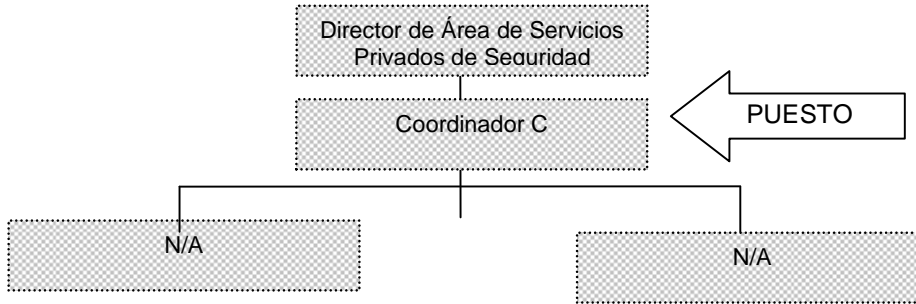 Director de Área de Servicios
Privados de Seguridad
Coordinador C
PUESTO
N/A
N/A